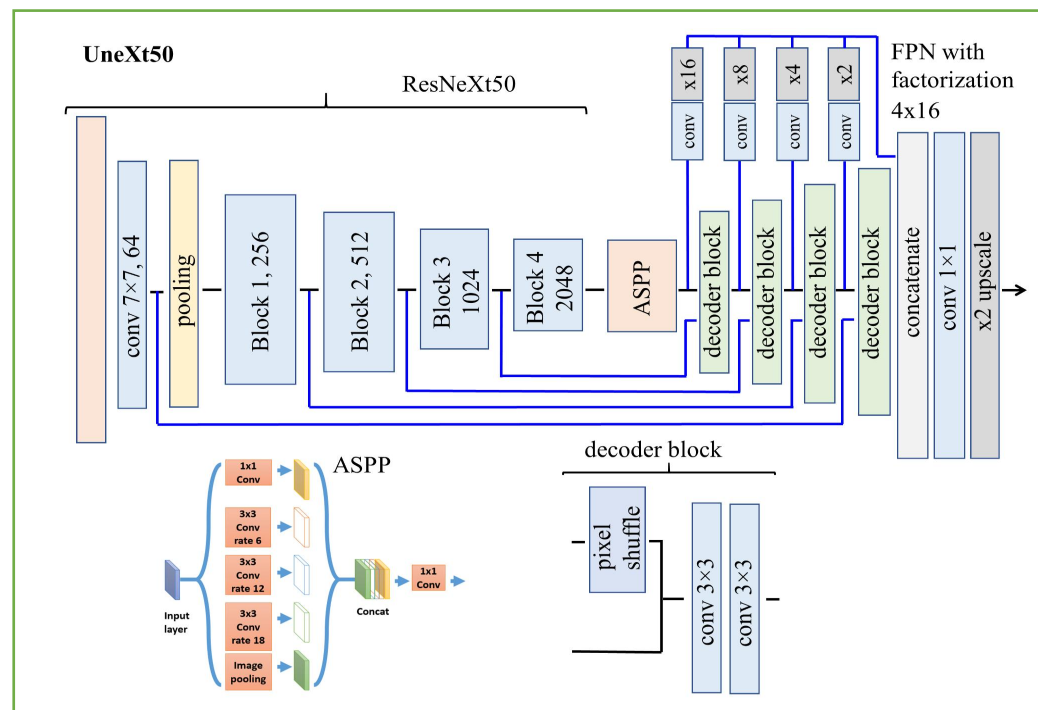 UneXt50
ResNeXt50
FPN with
factorization
4x16
x16
x8
x4
x2
conv
conv
conv
conv
conv 7×7, 64
pooling
Block 1, 256
Block 2, 512
Block 3
1024
Block 4
2048
ASPP
decoder block
decoder block
decoder block
decoder block
concatenate
conv 1×1
x2 upscale
ASPP
Input
layer
1x1
Conv
3x3
Conv
rate 6
3x3
Conv
rate 12
3x3
Conv
rate 18
Image
pooling
Concat
1x1
Conv
decoder block
pixel
shuffle
conv 3×3
conv 3×3